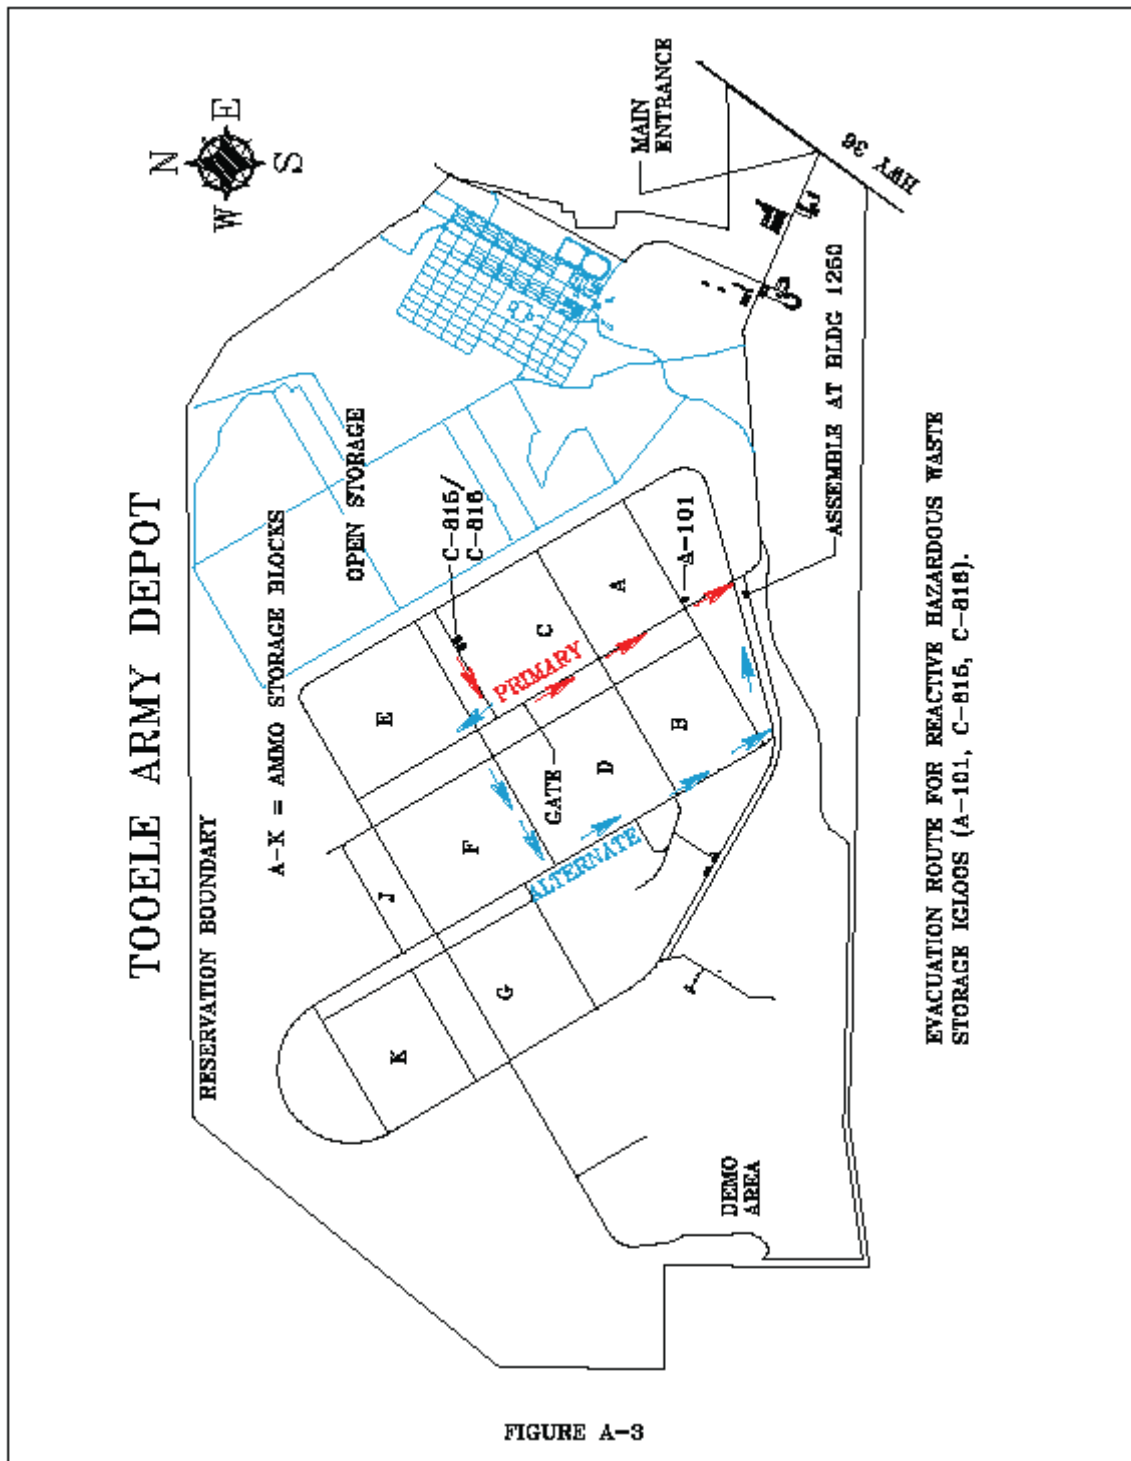 TOOELE ARMY DEPOT
N
E
W
S
RESERVATION BOUNDARY
A-K = AMMO STORAGE BLOCKS
OPEN STORAGE
C-815/
C-816
MAIN
ENTRANCE
HWY 36
E
C
A
A-101
PRIMARY
GATE
F
D
B
J
ALTERNATE
K
G
DEMO
AREA
ASSEMBLE AT BLDG 1250
EVACUATION ROUTE FOR REACTIVE HAZARDOUS WASTE
STORAGE IGLOOS (A-101, C-815, C-816).
FIGURE A-3